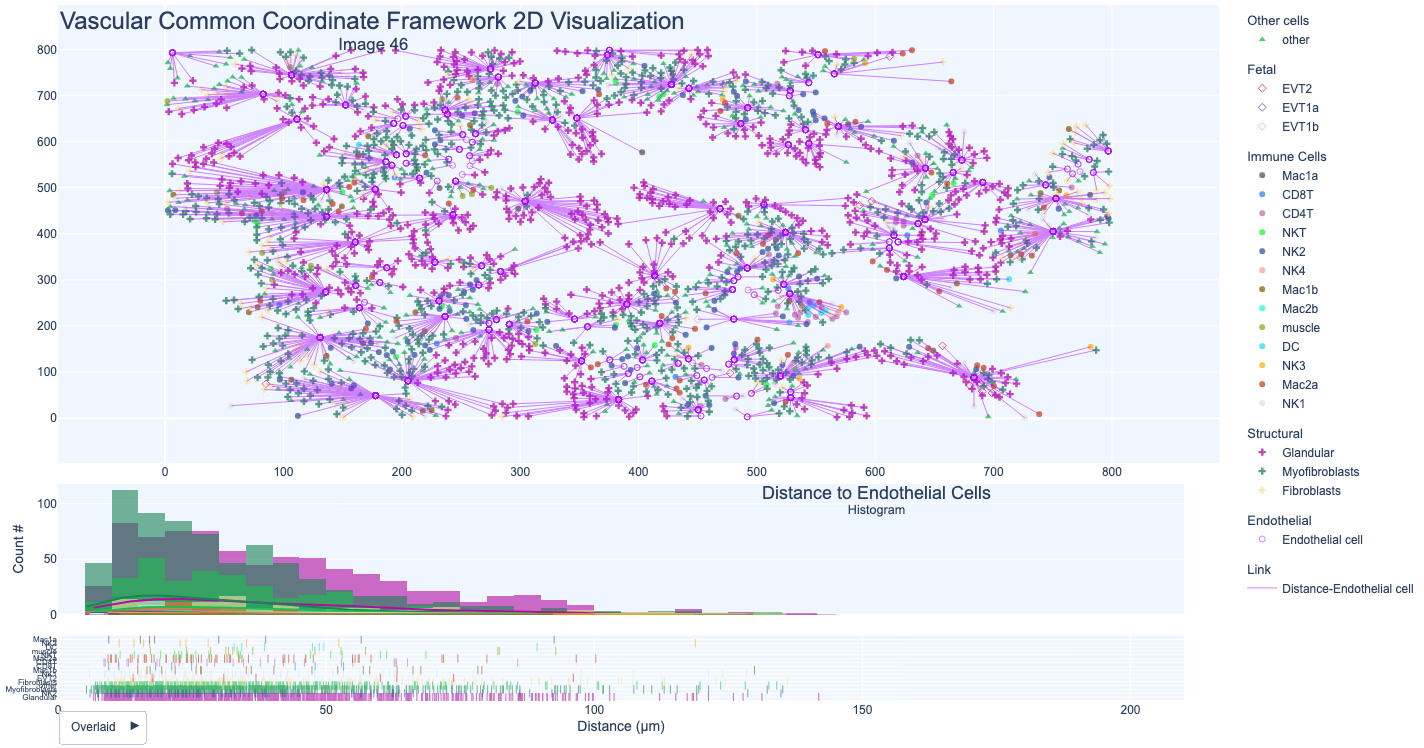 Vascular Common Coordinate Framework 2D Visualization
Image 46
800
700
600
500
400
300
200
100
0
0 100 200 300 400 500 600 700 800
Other cells
other
Fetal
EVT2
EVT1a
EVT1b
Immune Cells
Mac1a
CD8T
CD4T
NKT
NK2
NK4
Mac1b
Mac2b
muscle
DC
NK3
Mac2a
NK1
Structural
Glandular
Myofibroblasts
Fibroblasts
Endothelial
Endothelial cell
Link
Distance-Endothelial cell
Distance to Endothelial Cells
Histogram
Count #
100
50
0
Mac1a
muscle
Fibroblasts
Myofibroblasts
0 50 100 150 200
Distance (μm)
Overlaid